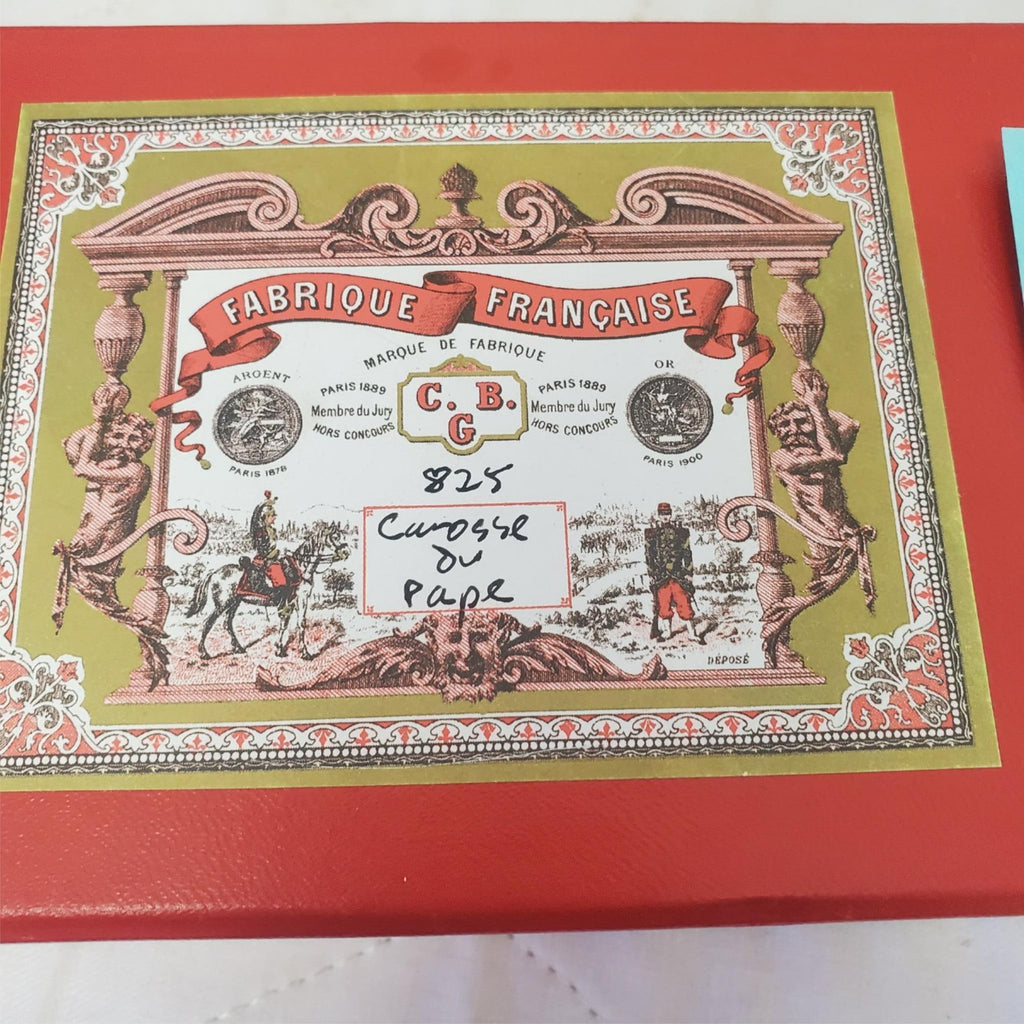 FABRIQUE FRANÇAISE
MARQUE DE FABRIQUE
ARGENT
PARIS 1878
PARIS 1889
Membre du Jury
HORS CONCOURS
C. B.
G
PARIS 1889
Membre du Jury
HORS CONCOURS
OR
PARIS 1900
825
Carosse
Du
Pape
DÉPOSÉ